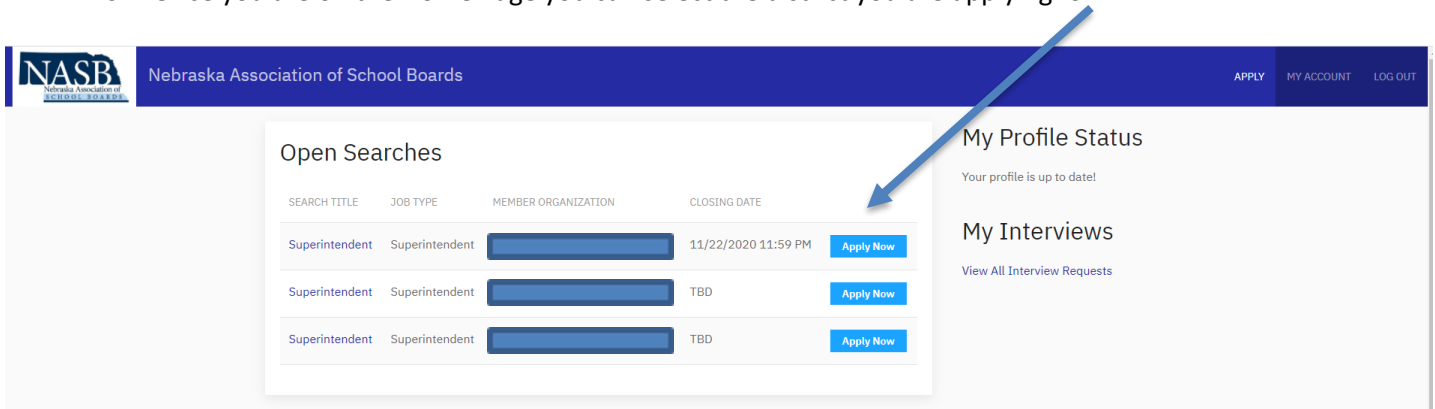 NASB
Nebraska Association of
SCHOOL BOARDS
Nebraska Association of School Boards
APPLY MY ACCOUNT LOG OUT
Open Searches
SEARCH TITLE JOB TYPE MEMBER ORGANIZATION CLOSING DATE
Superintendent Superintendent 11/22/2020 11:59 PM Apply Now
Superintendent Superintendent TBD Apply Now
Superintendent Superintendent TBD Apply Now
My Profile Status
Your profile is up to date!
My Interviews
View All Interview Requests